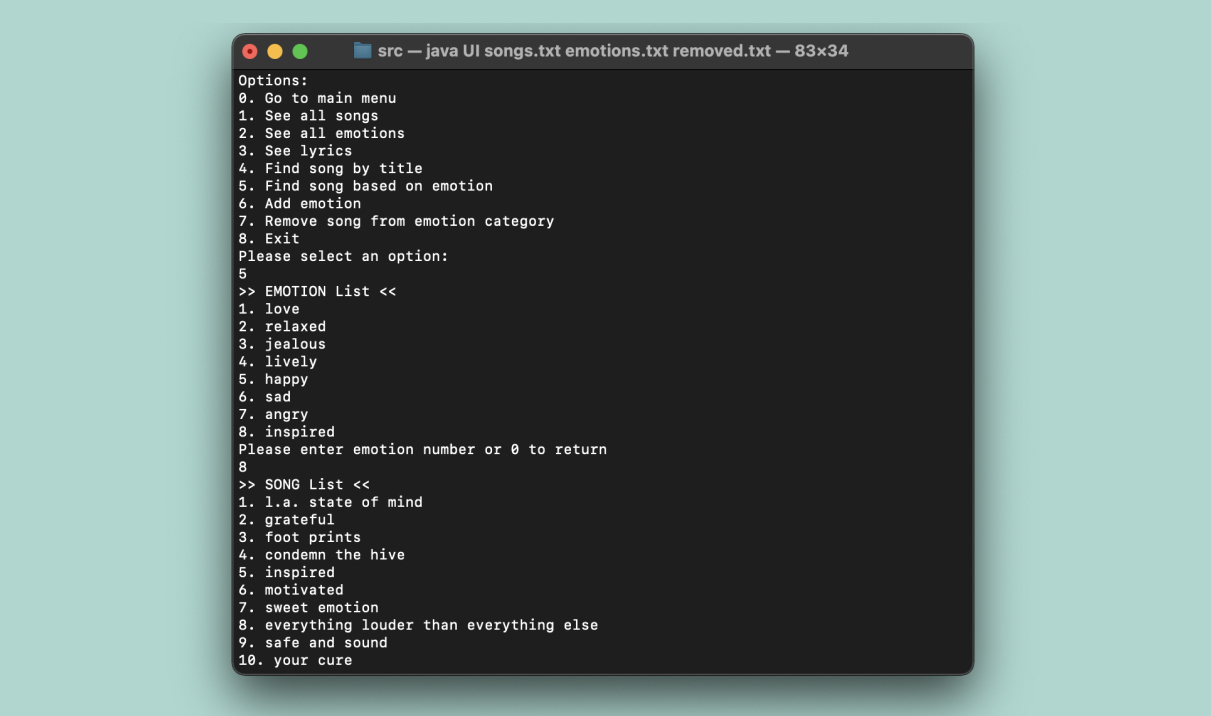 src — java UI songs.txt emotions.txt removed.txt — 83×34
Options:
0. Go to main menu
1. See all songs
2. See all emotions
3. See lyrics
4. Find song by title
5. Find song based on emotion
6. Add emotion
7. Remove song from emotion category
8. Exit
Please select an option:
5
>> EMOTION List <<
1. love
2. relaxed
3. jealous
4. lively
5. happy
6. sad
7. angry
8. inspired
Please enter emotion number or 0 to return
8
>> SONG List <<
1. l.a. state of mind
2. grateful
3. foot prints
4. condemn the hive
5. inspired
6. motivated
7. sweet emotion
8. everything louder than everything else
9. safe and sound
10. your cure